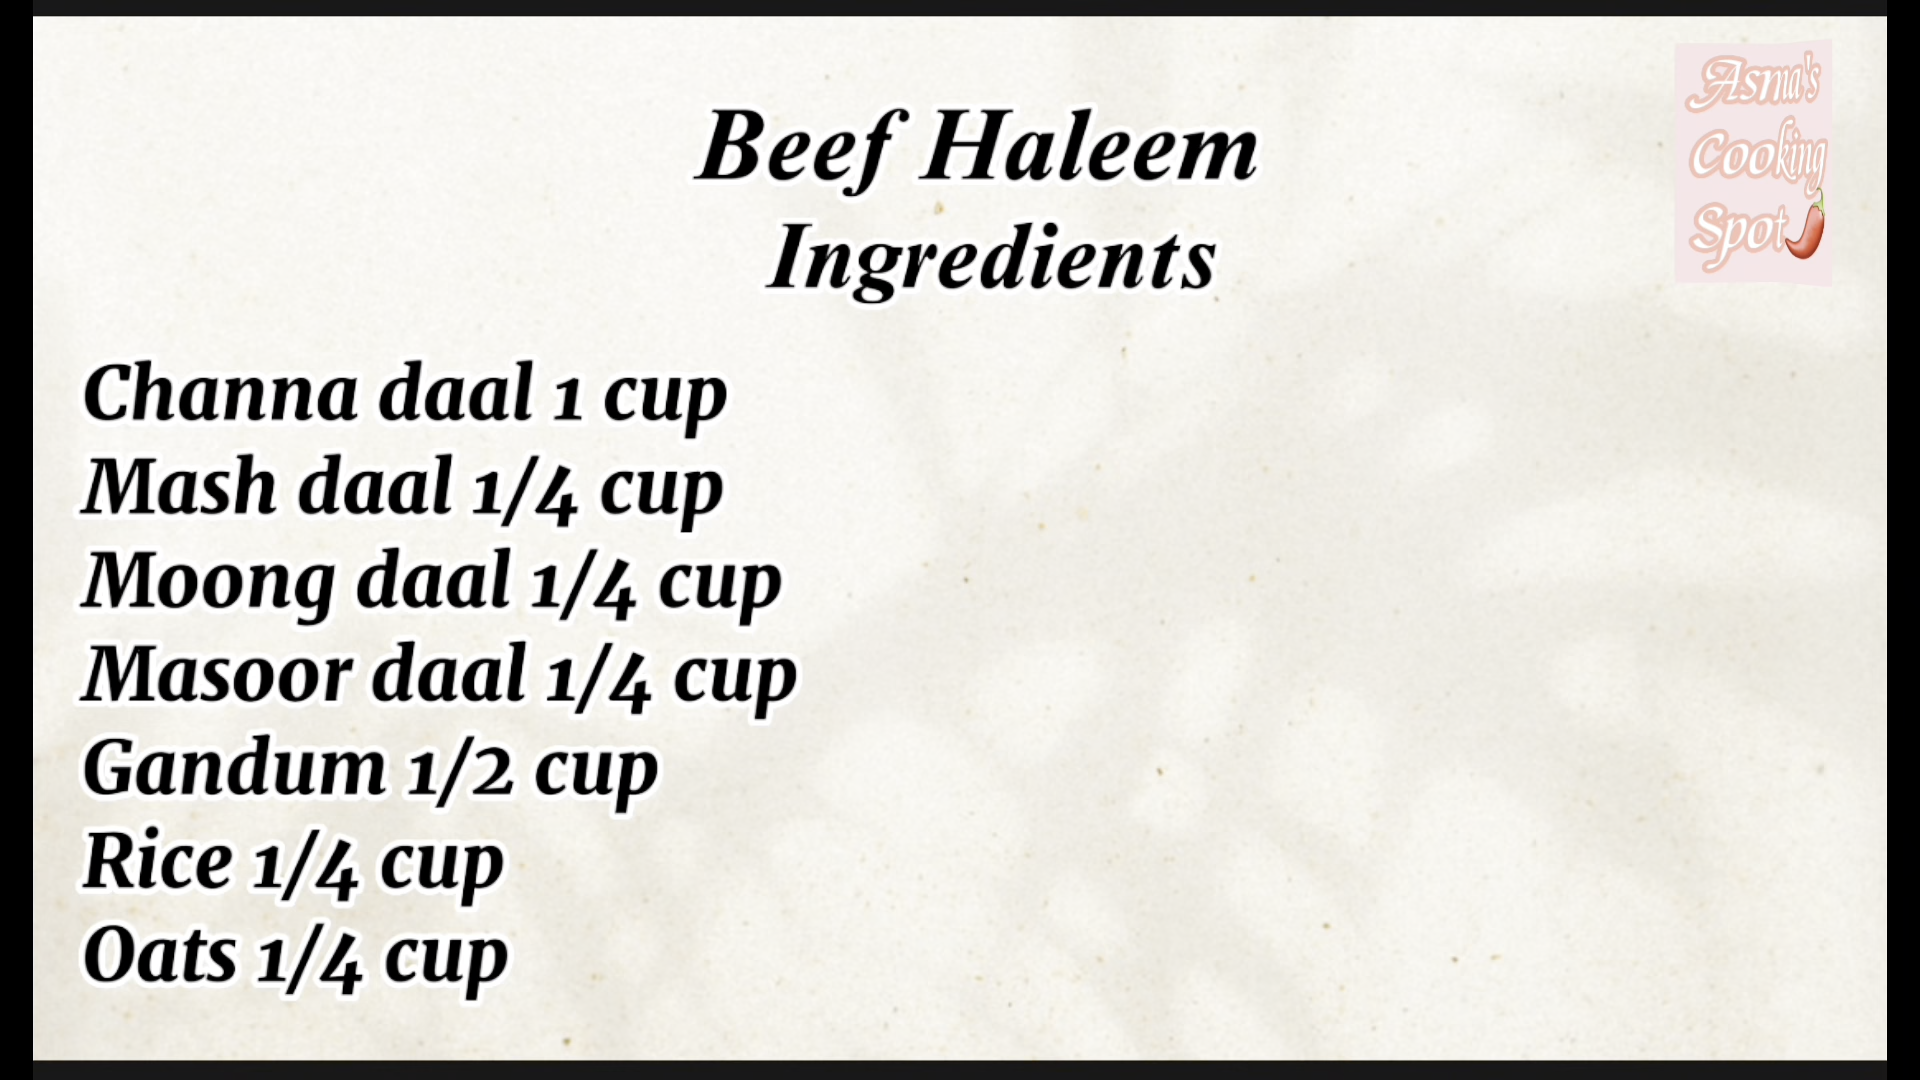 Beef Haleem
Ingredients
Asma's
Cooking
Spot
Channa daal 1 cup
Mash daal 1/4 cup
Moong daal 1/4 cup
Masoor daal 1/4 cup
Gandum 1/2 cup
Rice 1/4 cup
Oats 1/4 cup